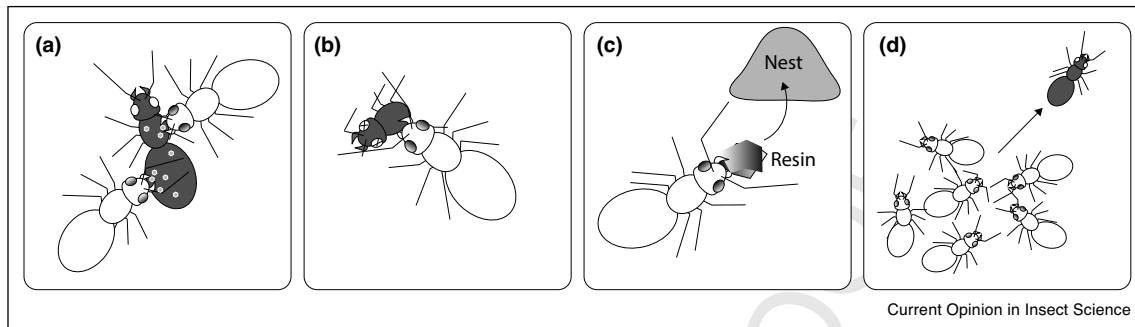 (a)
(b)
(c)
(d)
Nest
Resin
Current Opinion in Insect Science